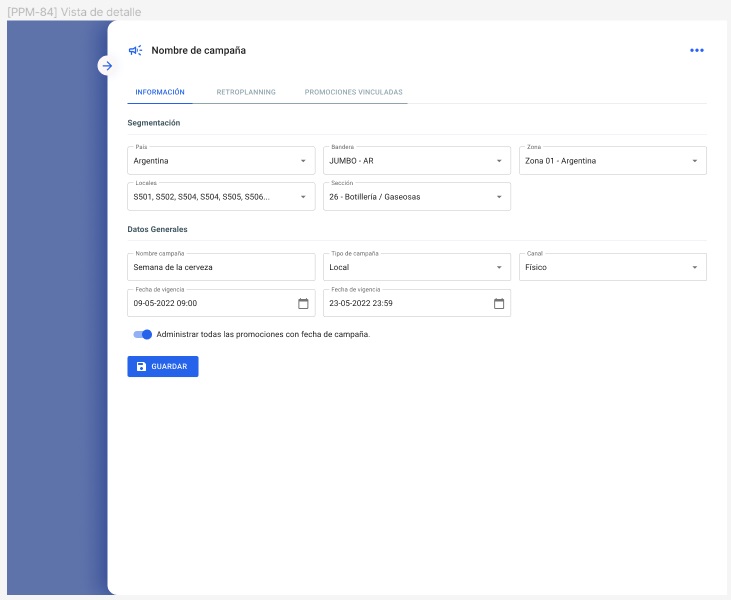 [PPM-84] Vista de detalle
Nombre de campaña
INFORMACIÓN RETROPLANNING PROMOCIONES VINCULADAS
Segmentación
País Bandera Zona
Argentina JUMBO - AR Zona 01 - Argentina
Locales Sección
S501, S502, S504, S504, S505, S506... 26 - Botillería / Gaseosas
Datos Generales
Nombre campaña Tipo de campaña Canal
Semana de la cerveza Local Físico
Fecha de vigencia Fecha de vigencia
09-05-2022 09:00 23-05-2022 23:59
Administrar todas las promociones con fecha de campaña.
GUARDAR